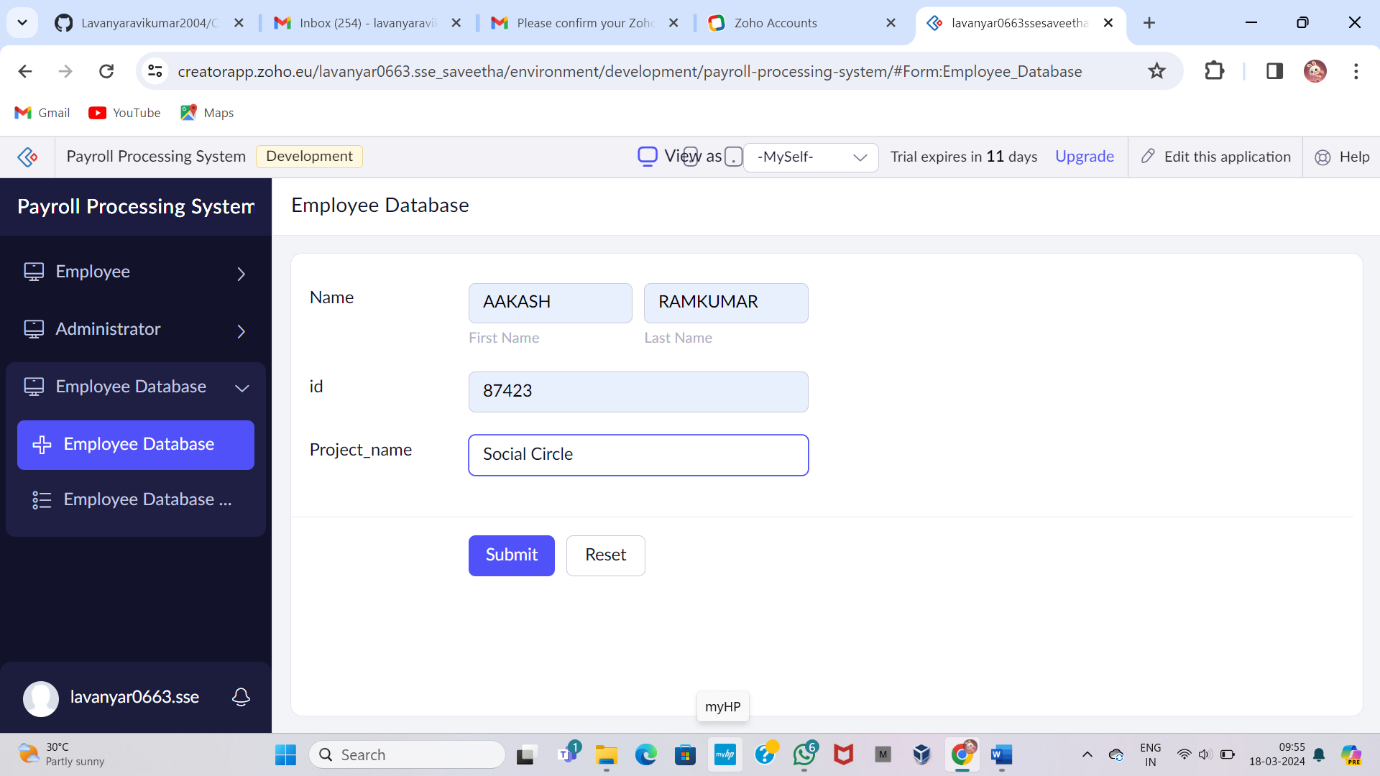 Lavanyaravikumar2004/C
Inbox (254) - lavanyaravi
Please confirm your Zoho
Zoho Accounts
lavanyar0663ssesaveetha
creatorapp.zoho.eu/lavanyar0663.sse_saveetha/environment/development/payroll-processing-system/#Form:Employee_Database
Gmail
YouTube
Maps
Payroll Processing System
Development
View as
-MySelf-
Trial expires in 11 days
Upgrade
Edit this application
Help
Payroll Processing System
Employee Database
Employee
Administrator
Employee Database
Employee Database
Employee Database ...
lavanyar0663.sse
Name
AAKASH
RAMKUMAR
First Name
Last Name
id
87423
Project_name
Social Circle
Submit
Reset
myHP
30°C
Partly sunny
Search
1
6
ENG
IN
09:55
18-03-2024
PRE